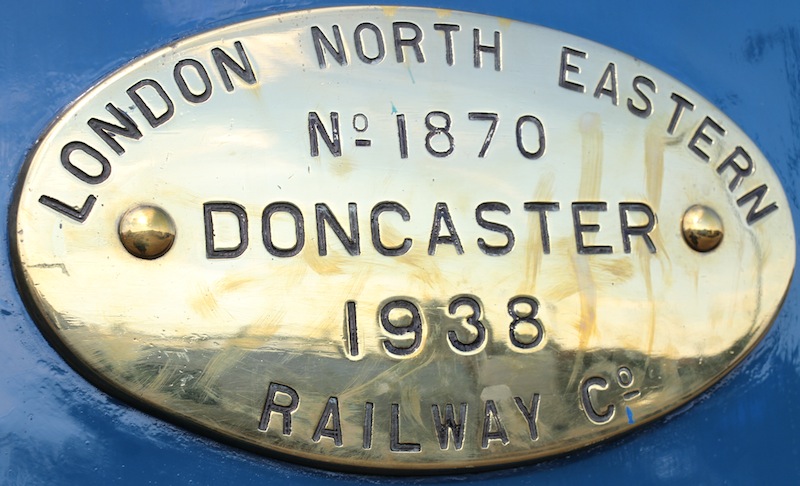 LONDON NORTH EASTERN
Nº 1870
DONCASTER
1938
RAILWAY Cº